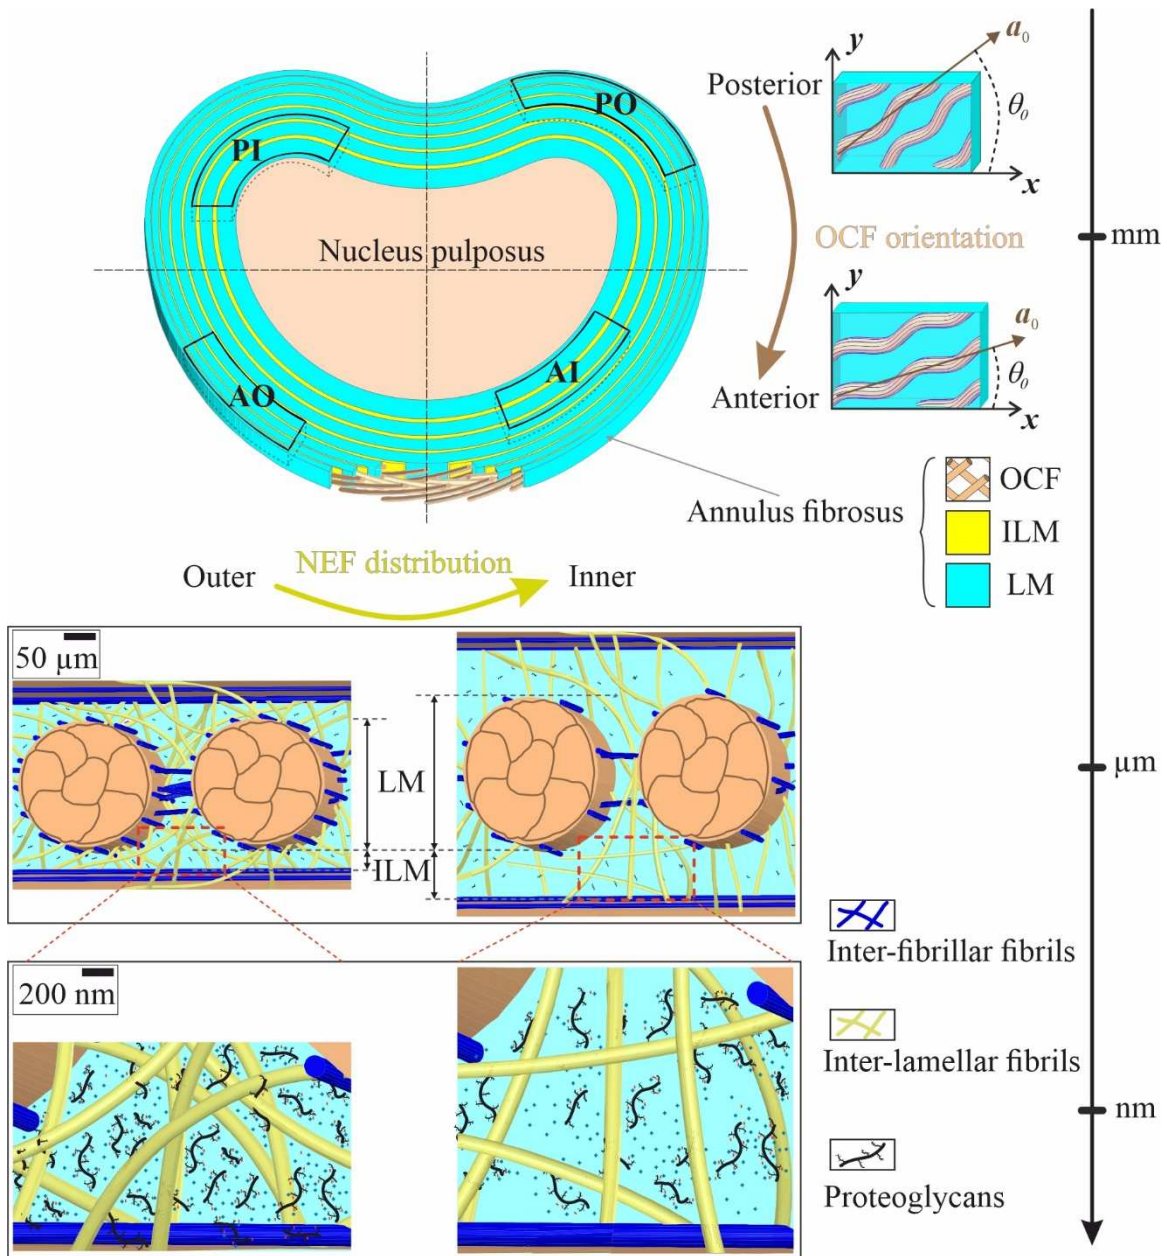 y
a₀
Posterior
θ₀
x
PO
PI
mm
Nucleus pulposus
OCF orientation
y
a₀
AI
AO
Anterior
θ₀
x
OCF
Annulus fibrosus
ILM
LM
NEF distribution
Outer
Inner
50 µm
LM
ILM
µm
Inter-fibrillar fibrils
200 nm
Inter-lamellar fibrils
nm
Proteoglycans